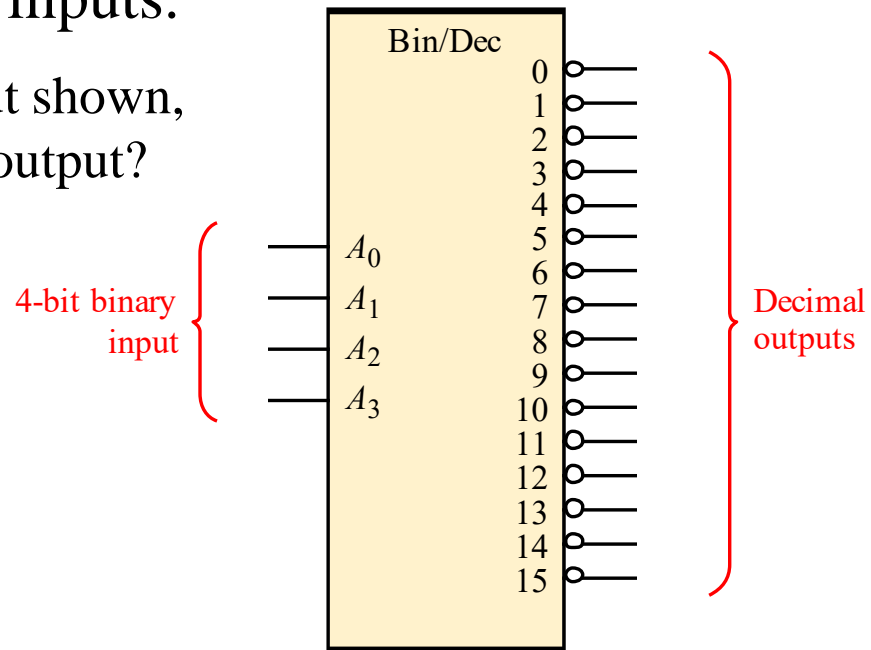 inputs.
shown,
output?
Bin/Dec
0
1
2
3
4
5
6
7
8
9
10
11
12
13
14
15
A0
A1
A2
A3
4-bit binary
input
Decimal
outputs